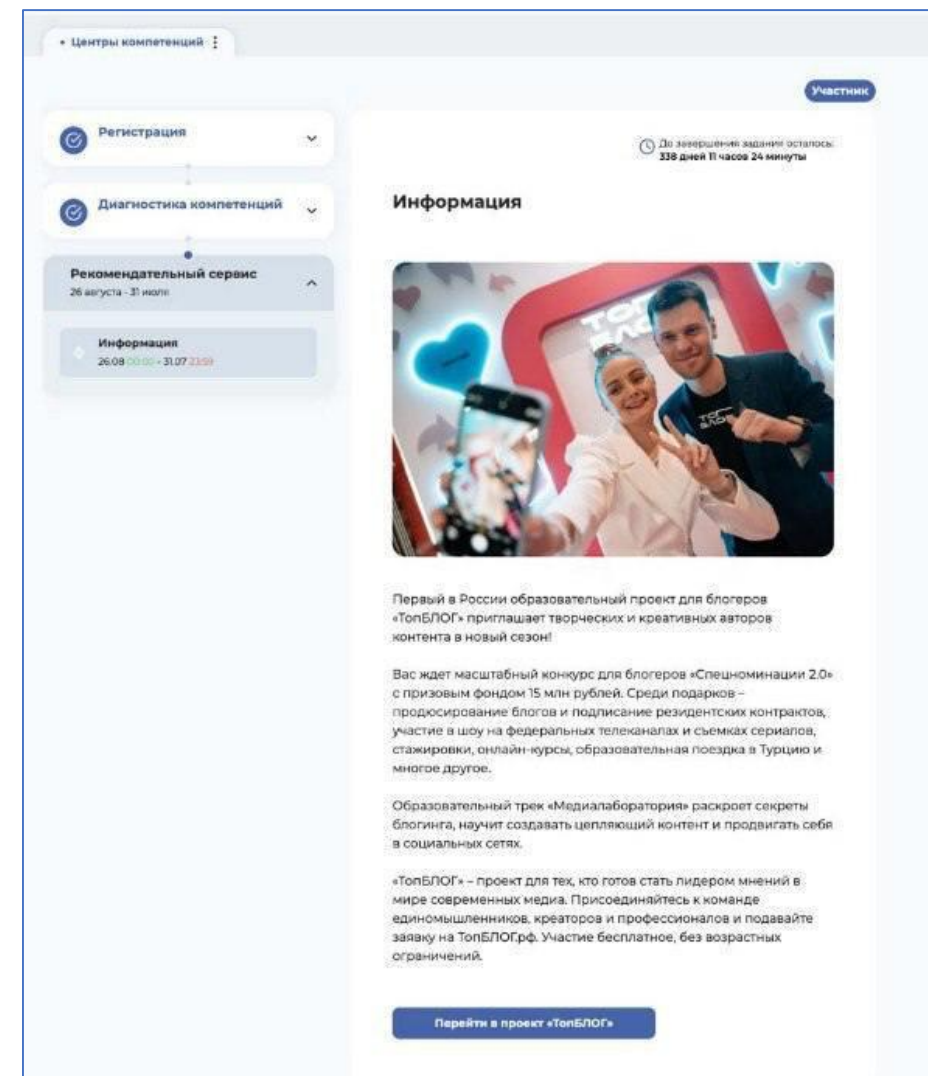 • Центры компетенций
Участник
Регистрация
Диагностика компетенций
Рекомендательный сервис
26 августа - 31 июля
Информация
26.08 00:00 - 31.07 23:59
До завершения задания осталось:
338 дней 11 часов 24 минуты
Информация
ТОП
БЛОГ
ТОП
БЛОГ
Первый в России образовательный проект для блогеров
«ТопБЛОГ» приглашает творческих и креативных авторов
контента в новый сезон!
Вас ждет масштабный конкурс для блогеров «Спецноминации 2.0»
с призовым фондом 15 млн рублей. Среди подарков –
продюсирование блогов и подписание резидентских контрактов,
участие в шоу на федеральных телеканалах и съемках сериалов,
стажировки, онлайн-курсы, образовательная поездка в Турцию и
многое другое.
Образовательный трек «Медиалаборатория» раскроет секреты
блогинга, научит создавать цепляющий контент и продвигать себя
в социальных сетях.
«ТопБЛОГ» – проект для тех, кто готов стать лидером мнений в
мире современных медиа. Присоединяйтесь к команде
единомышленников, креаторов и профессионалов и подавайте
заявку на ТопБЛОГ.рф. Участие бесплатное, без возрастных
ограничений.
Перейти в проект «ТопБЛОГ»